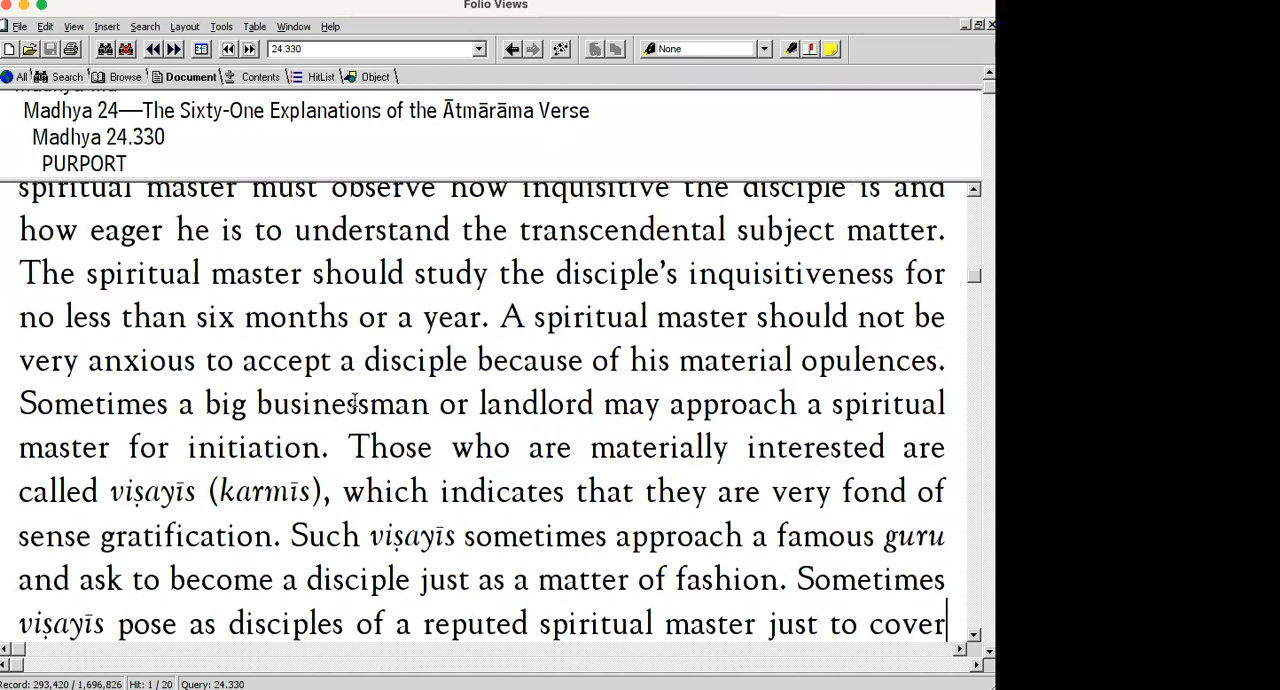 Folio Views
File Edit View Insert Search Layout Tools Table Window Help
24.330 None
All Search Browse Document Contents HitList Object
Madhya 24—The Sixty-One Explanations of the Ātmārāma Verse
Madhya 24.330
PURPORT
spiritual master must observe how inquisitive the disciple is and
how eager he is to understand the transcendental subject matter.
The spiritual master should study the disciple’s inquisitiveness for
no less than six months or a year. A spiritual master should not be
very anxious to accept a disciple because of his material opulences.
Sometimes a big businessman or landlord may approach a spiritual
master for initiation. Those who are materially interested are
called viṣayīs (karmīs), which indicates that they are very fond of
sense gratification. Such viṣayīs sometimes approach a famous guru
and ask to become a disciple just as a matter of fashion. Sometimes
viṣayīs pose as disciples of a reputed spiritual master just to cover
Record: 293,420 / 1,696,826 Hit: 1 / 20 Query: 24.330